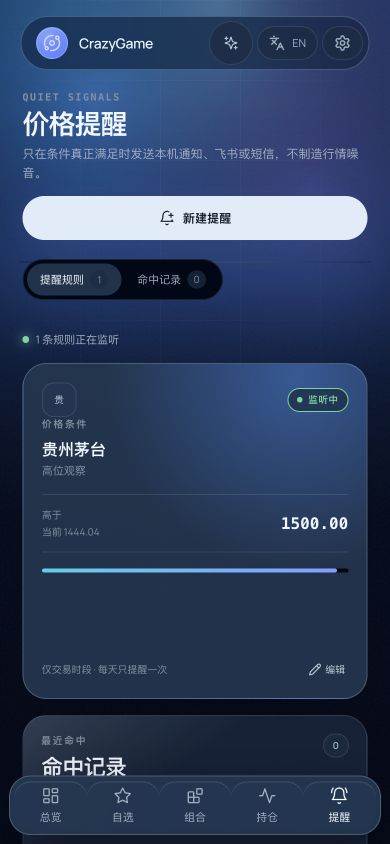 CrazyGame
EN
QUIET SIGNALS
价格提醒
只在条件真正满足时发送本机通知、飞书或短信，不制造行情噪
音。
新建提醒
提醒规则 1 命中记录 0
1 条规则正在监听
贵 监听中
价格条件
贵州茅台
高位观察
高于
当前 1444.04 1500.00
仅交易时段 · 每天只提醒一次 编辑
最近命中 0
命中记录
总览 自选 组合 持仓 提醒